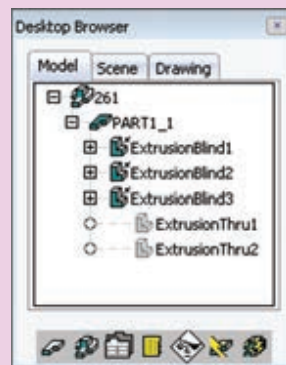 Desktop Browser
Model Scene Drawing
261
PART1_1
ExtrusionBlind1
ExtrusionBlind2
ExtrusionBlind3
ExtrusionThru1
ExtrusionThru2